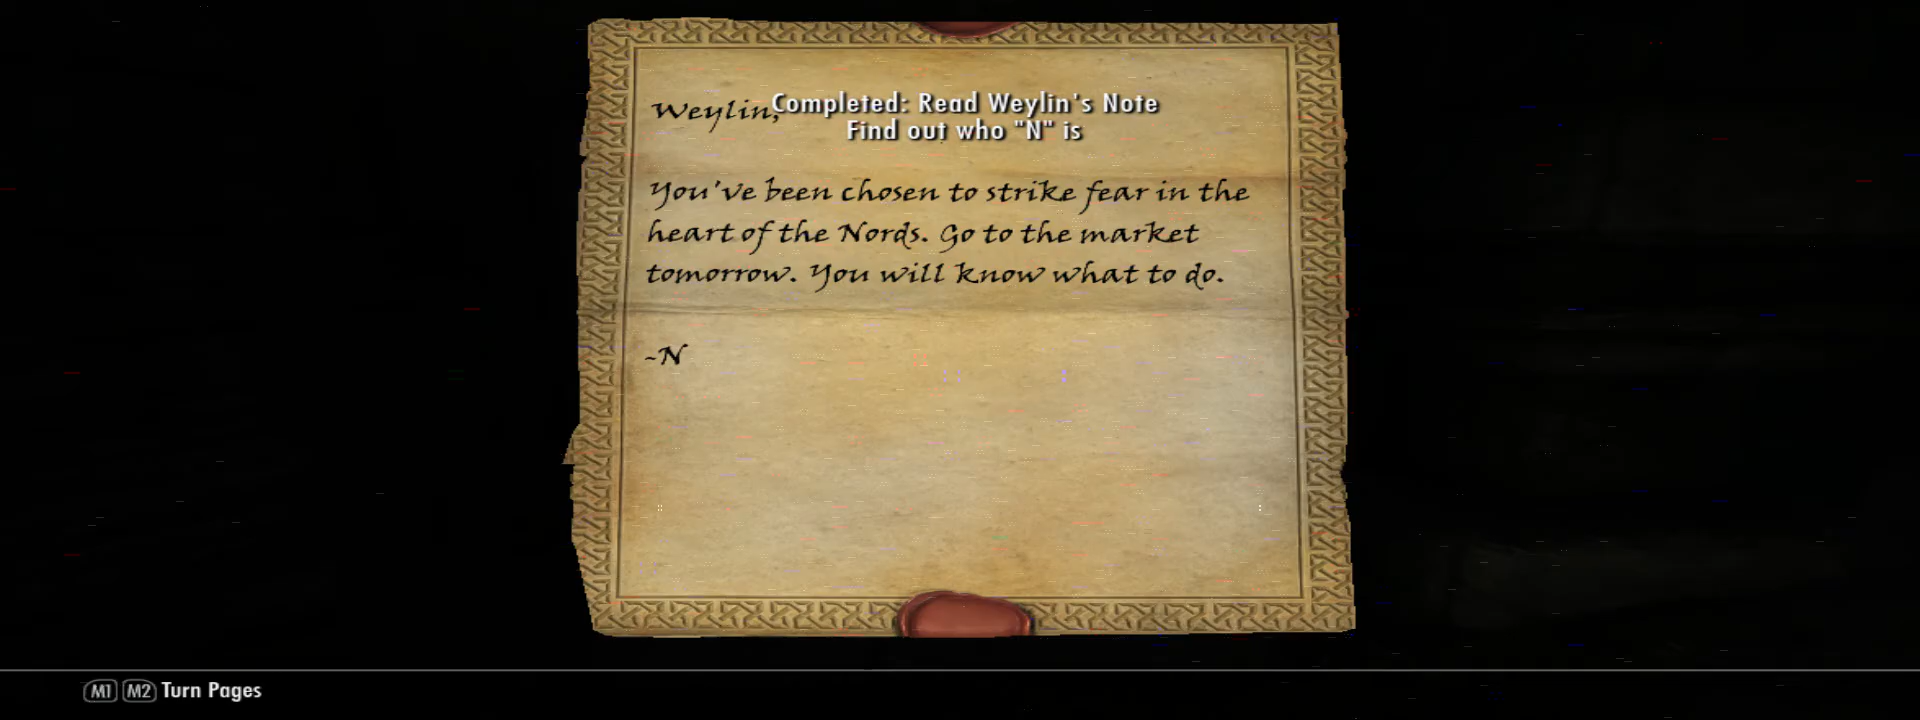 Weylin,
Completed: Read Weylin's Note
Find out who "N" is
You've been chosen to strike fear in the
heart of the Nords. Go to the market
tomorrow. You will know what to do.
-N
M1 M2 Turn Pages